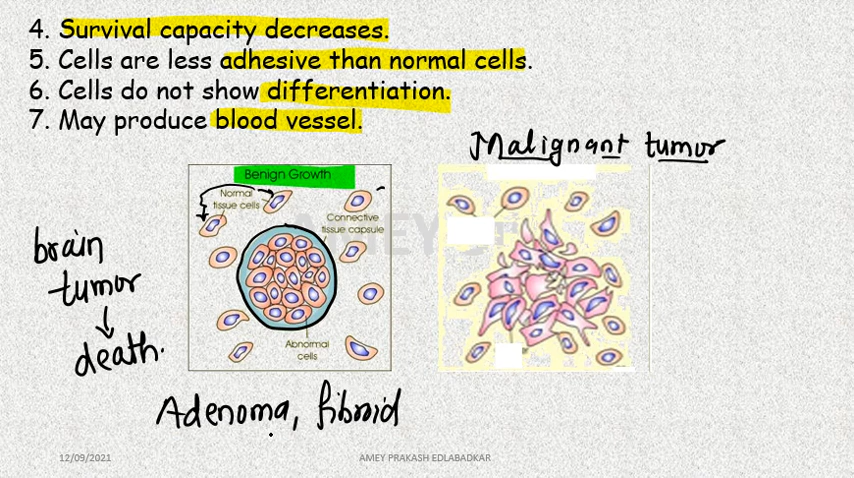 4. Survival capacity decreases.
5. Cells are less adhesive than normal cells.
6. Cells do not show differentiation.
7. May produce blood vessel.
Malignant tumor
Benign Growth
Normal
tissue cells
Connective
tissue capsule
brain
tumor
↓
death.
Abnormal
cells
Adenoma, fibroid
12/09/2021
AMEY PRAKASH EDLABADKAR